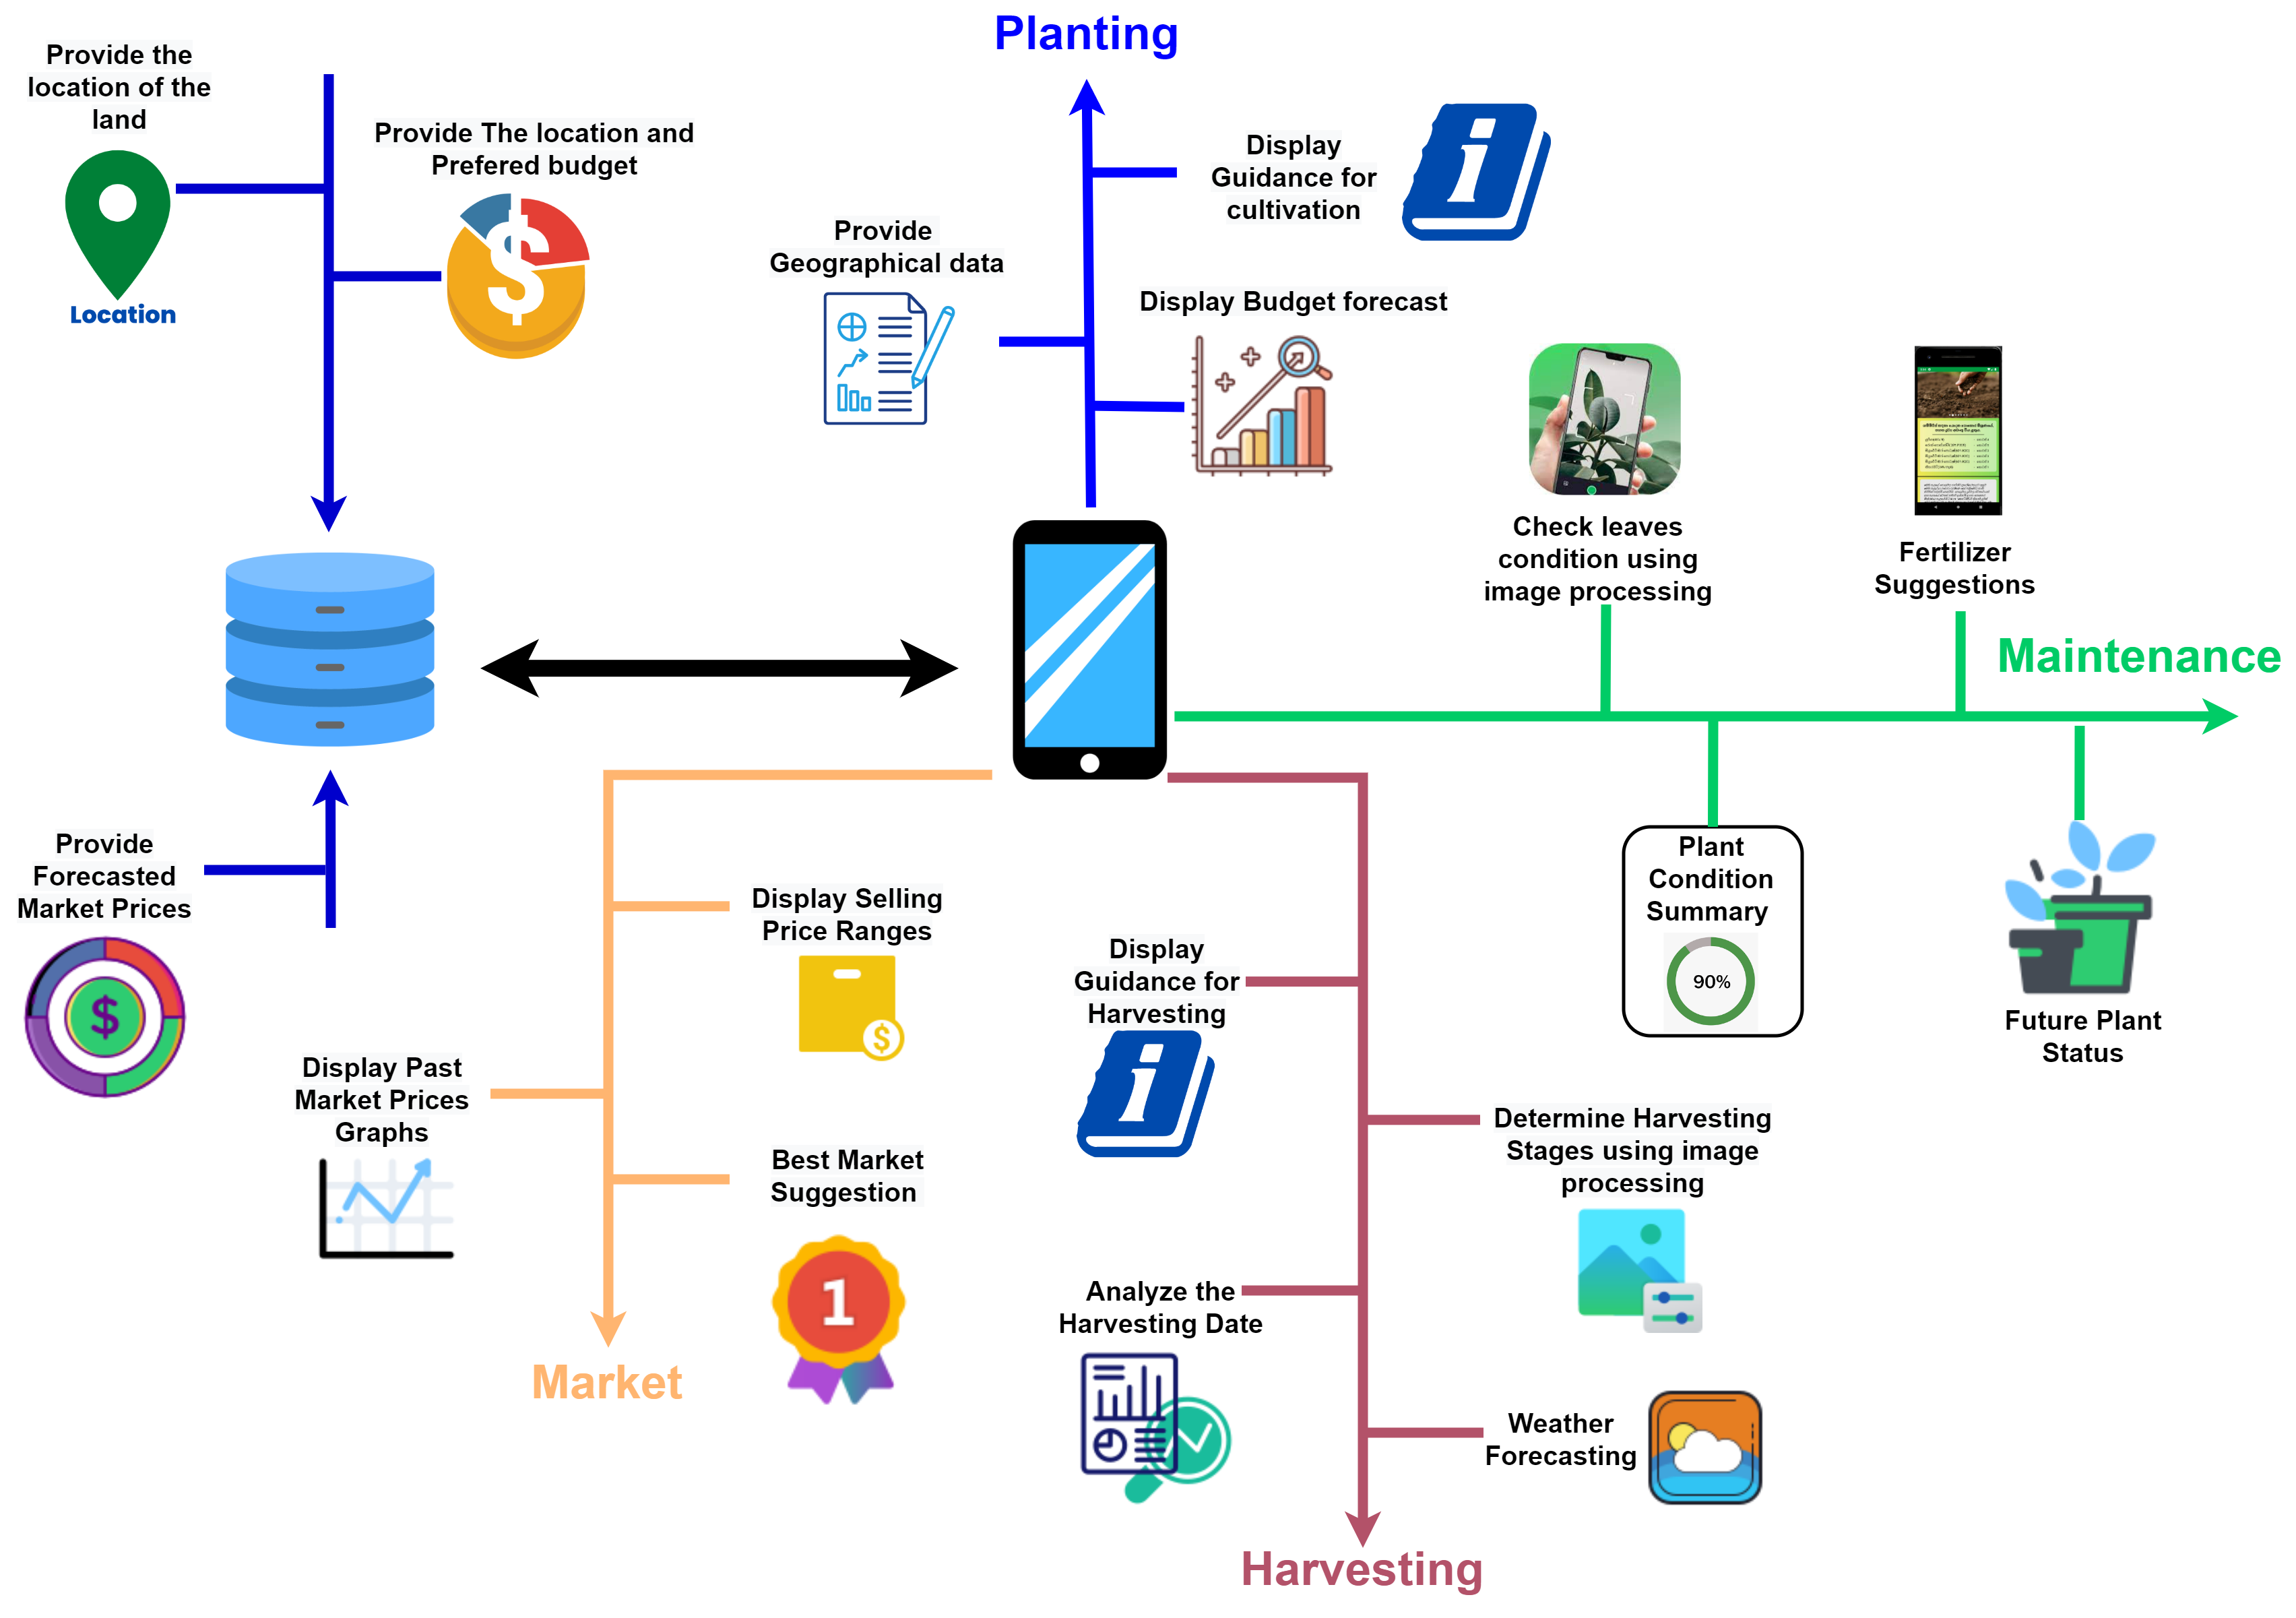 Planting
Provide the
location of the
land
Location
Provide The location and
Prefered budget
Provide
Geographical data
Display
Guidance for
cultivation
Display Budget forecast
Check leaves
condition using
image processing
Fertilizer
Suggestions
Maintenance
Plant
Condition
Summary
90%
Future Plant
Status
Provide
Forecasted
Market Prices
Display Past
Market Prices
Graphs
Display Selling
Price Ranges
Best Market
Suggestion
1
Market
Display
Guidance for
Harvesting
Determine Harvesting
Stages using image
processing
Analyze the
Harvesting Date
Weather
Forecasting
Harvesting